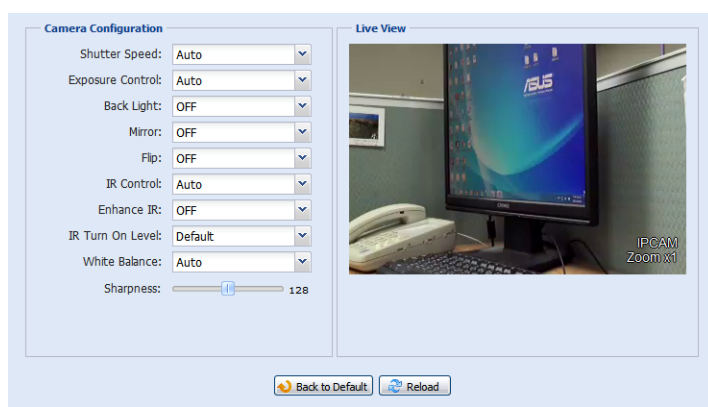 Camera Configuration
Shutter Speed: Auto
Exposure Control: Auto
Back Light: OFF
Mirror: OFF
Flip: OFF
IR Control: Auto
Enhance IR: OFF
IR Turn On Level: Default
White Balance: Auto
Sharpness: 128
Live View
ASUS
IPCAM
Zoom x1
Back to Default
Reload